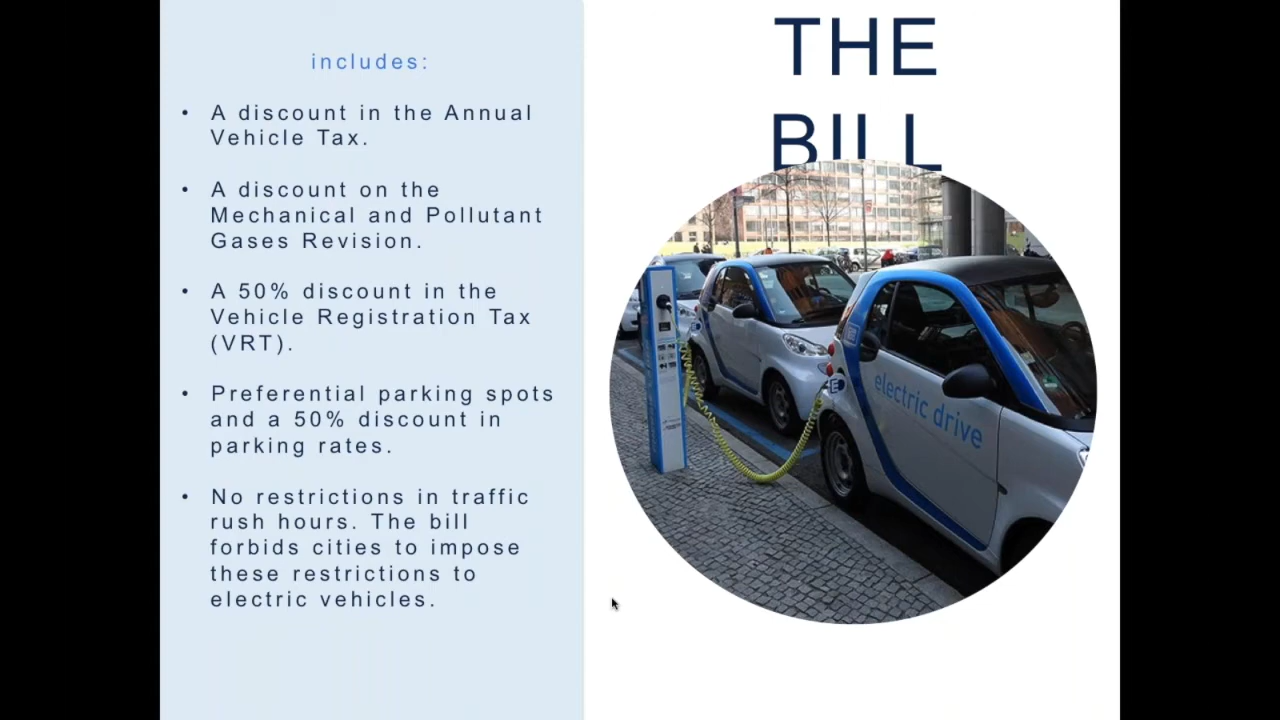 includes:
• A discount in the Annual
Vehicle Tax.
• A discount on the
Mechanical and Pollutant
Gases Revision.
• A 50% discount in the
Vehicle Registration Tax
(VRT).
• Preferential parking spots
and a 50% discount in
parking rates.
• No restrictions in traffic
rush hours. The bill
forbids cities to impose
these restrictions to
electric vehicles.
THE
BILL
electric drive